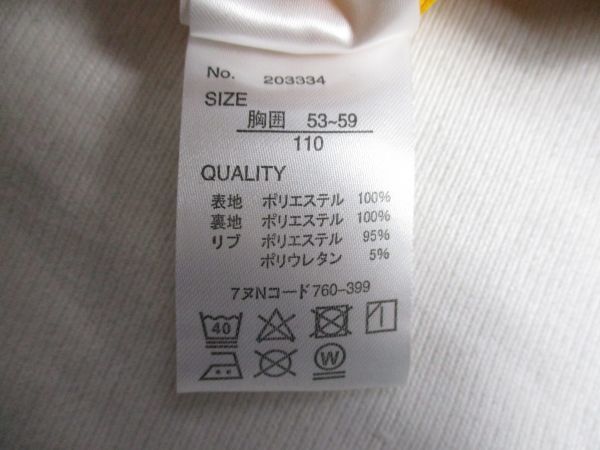 No. 203334
SIZE
胸囲 53~59
110
QUALITY
表地 ポリエステル 100%
裏地 ポリエステル 100%
リブ ポリエステル 95%
ポリウレタン 5%
7ヌNコード760-399
40
W